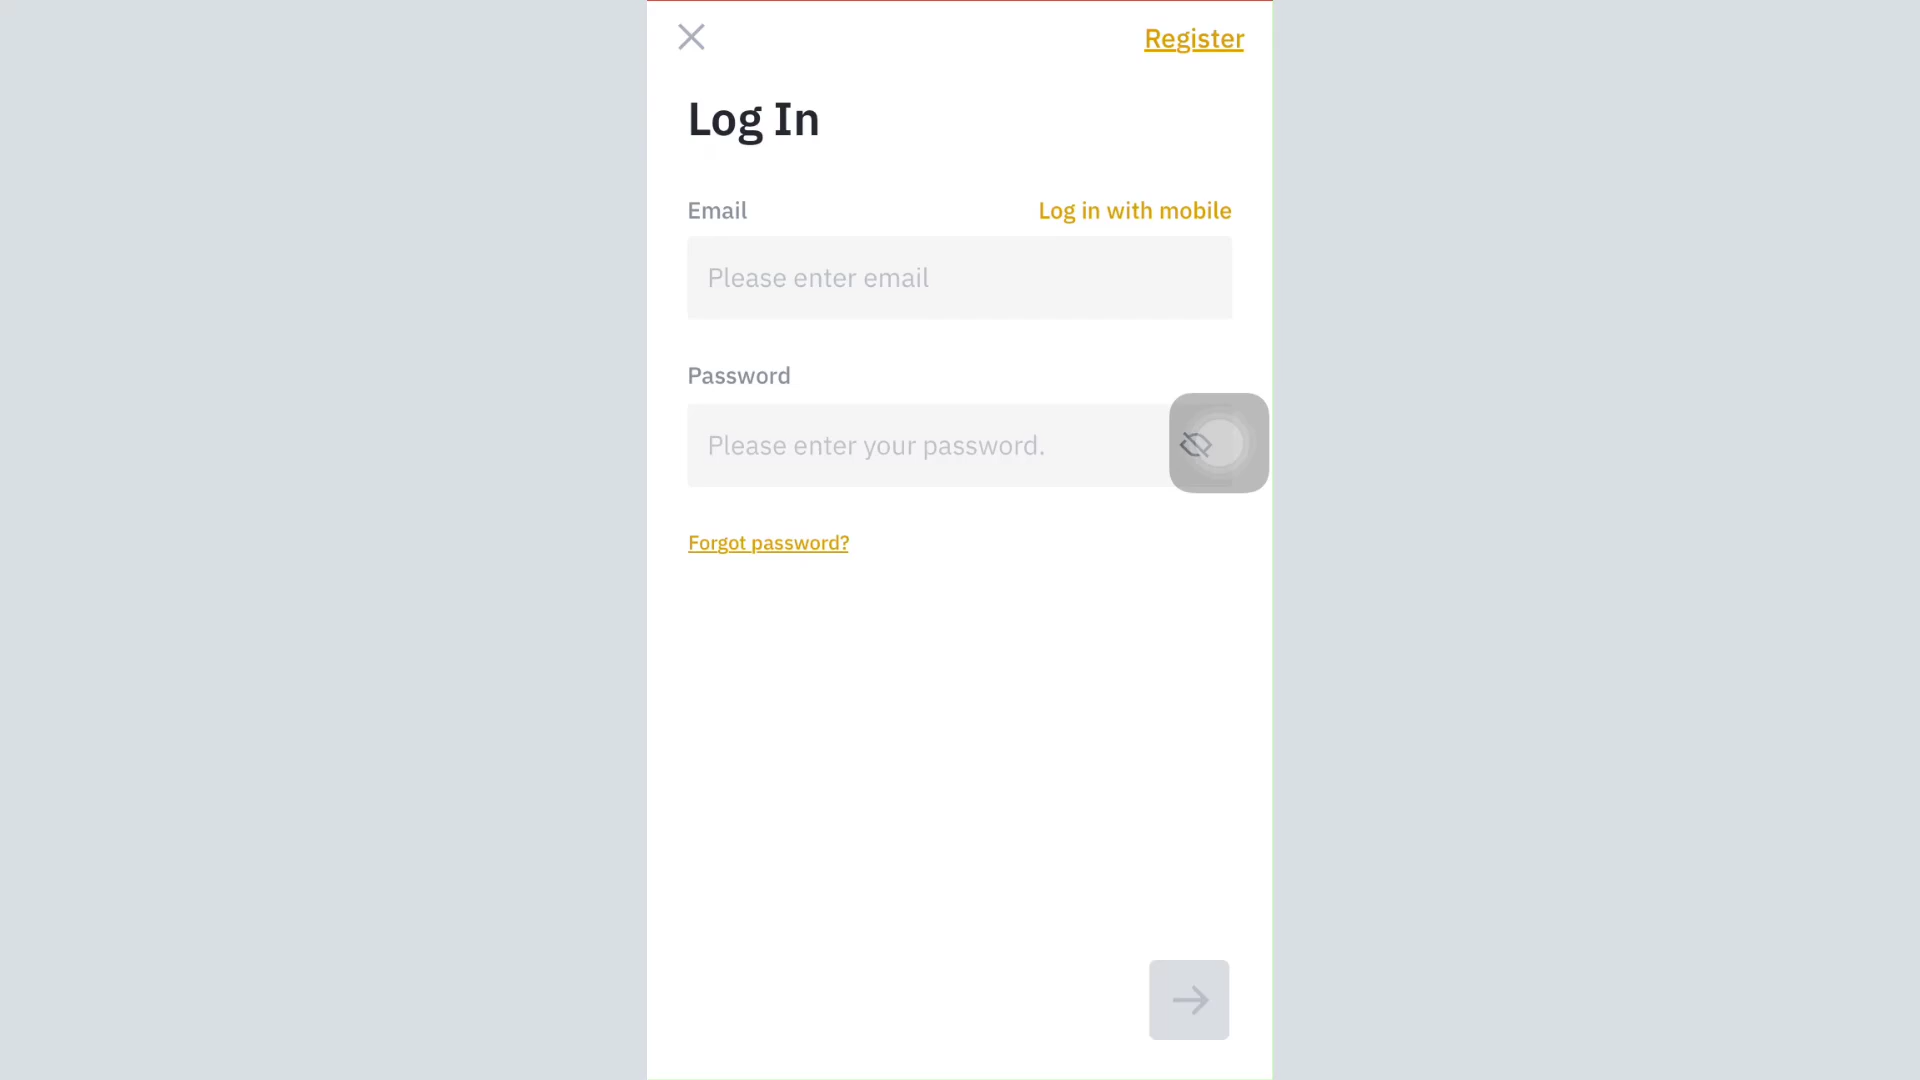 Register
Log In
Email
Log in with mobile
Please enter email
Password
Please enter your password.
Forgot password?